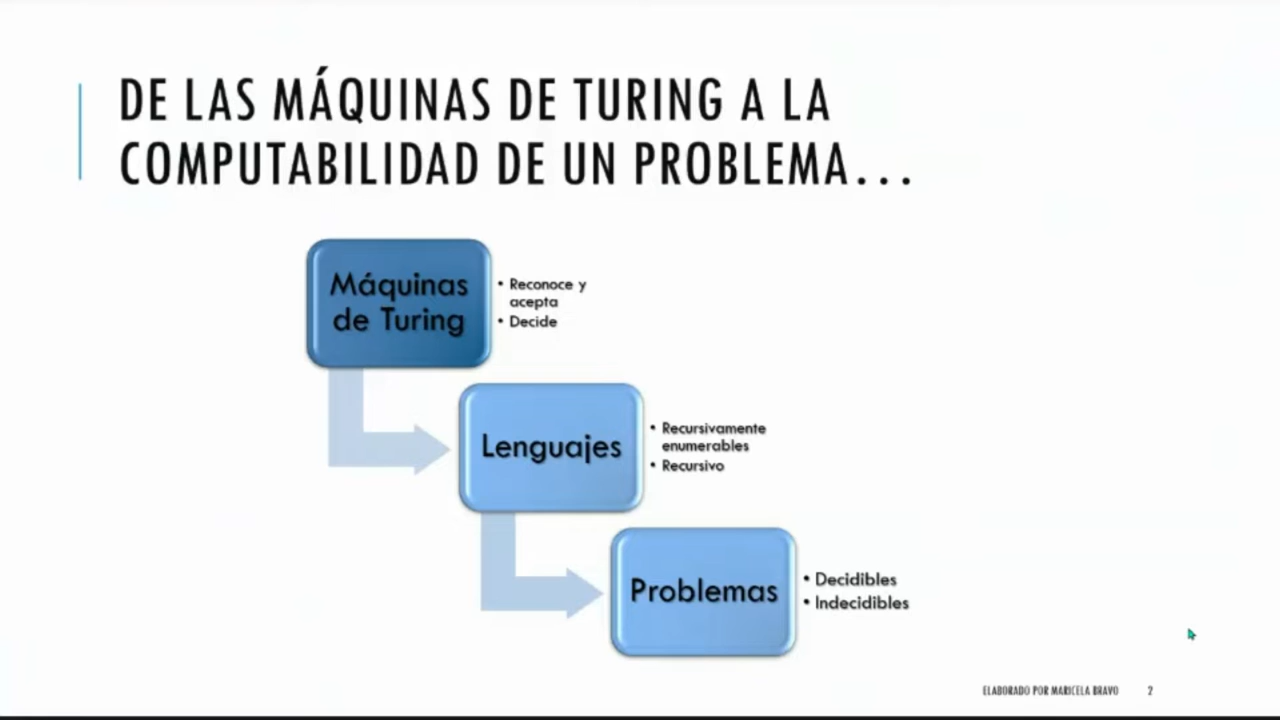 DE LAS MÁQUINAS DE TURING A LA
COMPUTABILIDAD DE UN PROBLEMA...
Máquinas
de Turing
• Reconoce y
acepta
• Decide
Lenguajes
• Recursivamente
enumerables
• Recursivo
Problemas
• Decidibles
• Indecidibles
ELABORADO POR MARICELA BRAVO 2